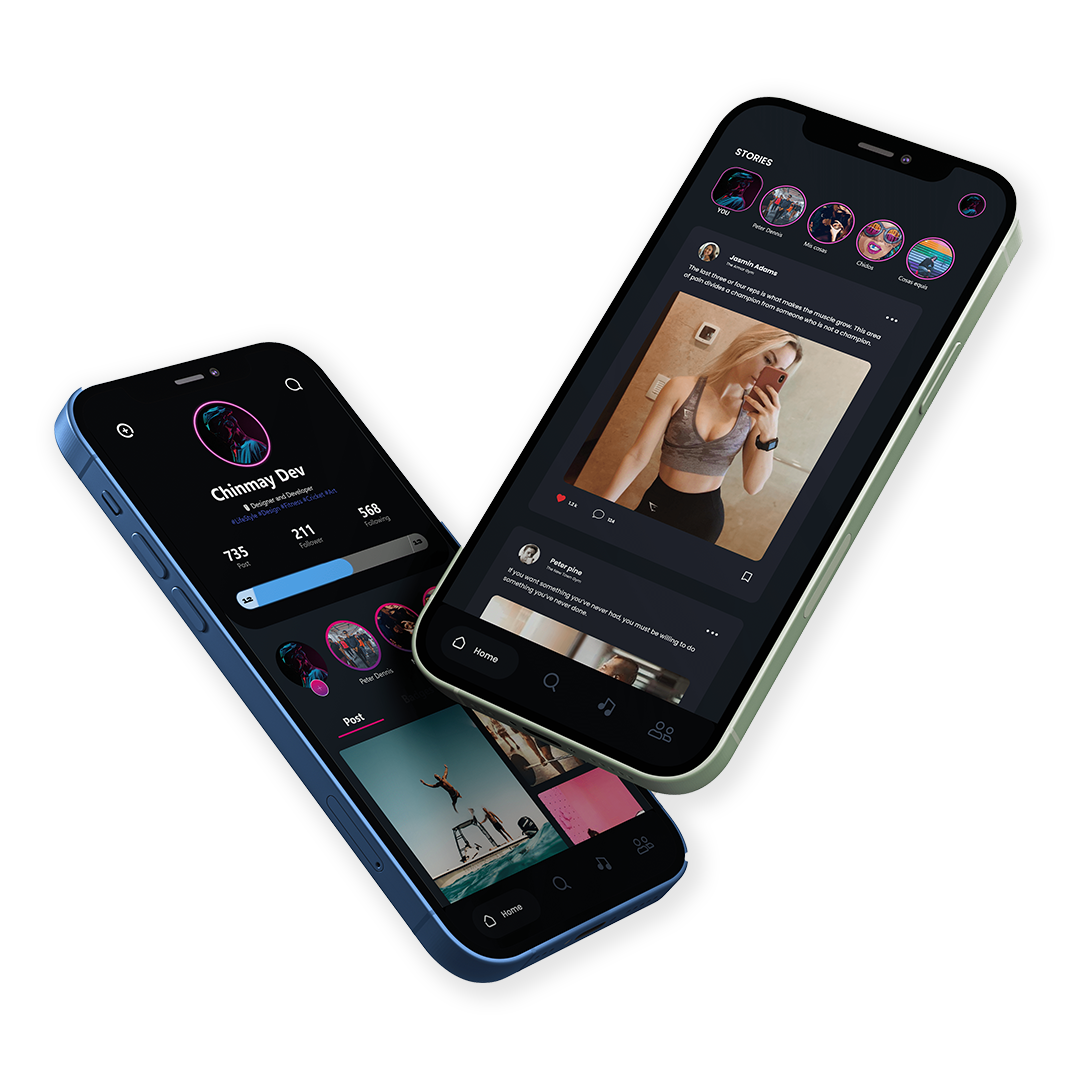 STORIES
YOU
Peter Dennis
Mis cosas
Chidos
Cosas equis
Jasmin Adams
The Armor Gym
The last three or four reps is what makes the muscle grow. This area
of pain divides a champion from someone who is not a champion.
1.2k
124
Peter pine
The New Town Gym
If you want something you've never had, you must be willing to do
something you've never done.
Home
Chinmay Dev
Designer and Developer
#LifeStyle #Design #Fitness #Cricket #Art
735
Post
211
Follower
568
Following
12
13
Peter Dennis
Post
Home